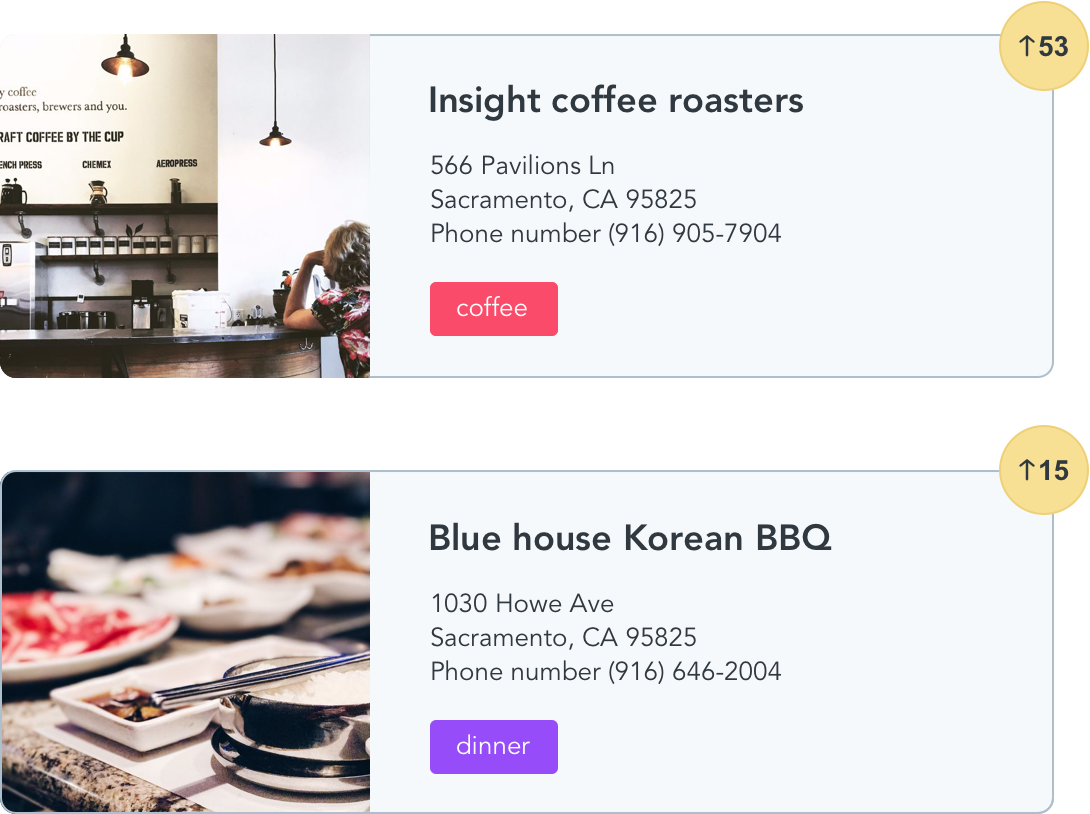 y coffee
roasters, brewers and you.
RAFT COFFEE BY THE CUP
ENCH PRESS CHEMEX AEROPRESS
↑53
Insight coffee roasters
566 Pavilions Ln
Sacramento, CA 95825
Phone number (916) 905-7904
coffee
↑15
Blue house Korean BBQ
1030 Howe Ave
Sacramento, CA 95825
Phone number (916) 646-2004
dinner